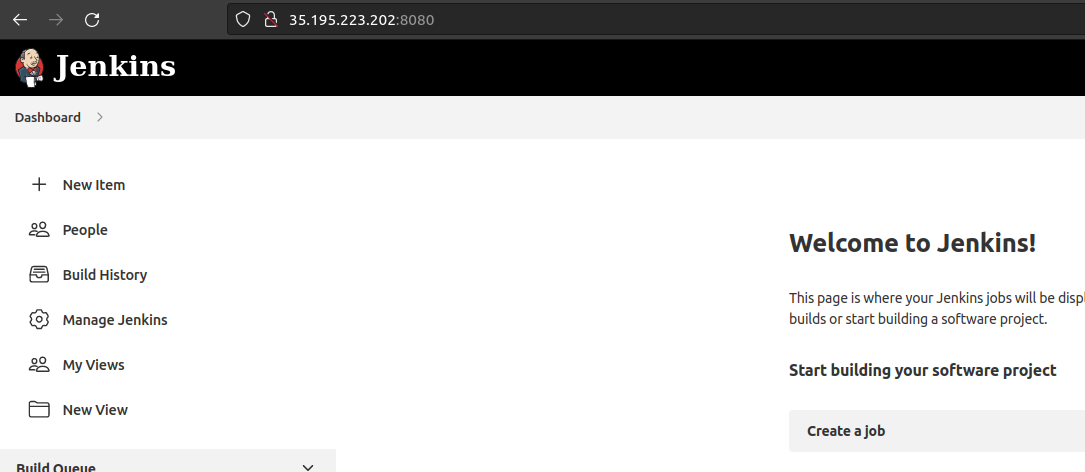 35.195.223.202:8080
Jenkins
Dashboard
New Item
People
Build History
Manage Jenkins
My Views
New View
Build Queue
Welcome to Jenkins!
This page is where your Jenkins jobs will be
builds or start building a software project.
Start building your software project
Create a job